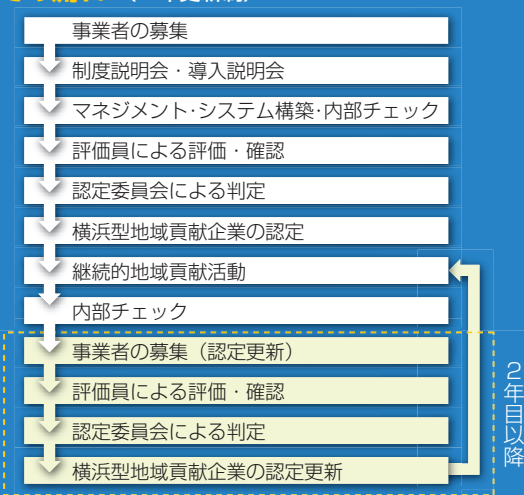 事業者の募集
制度説明会・導入説明会
マネジメント・システム構築・内部チェック
評価員による評価・確認
認定委員会による判定
横浜型地域貢献企業の認定
継続的地域貢献活動
内部チェック
事業者の募集（認定更新）
評価員による評価・確認
認定委員会による判定
横浜型地域貢献企業の認定更新
２年目以降